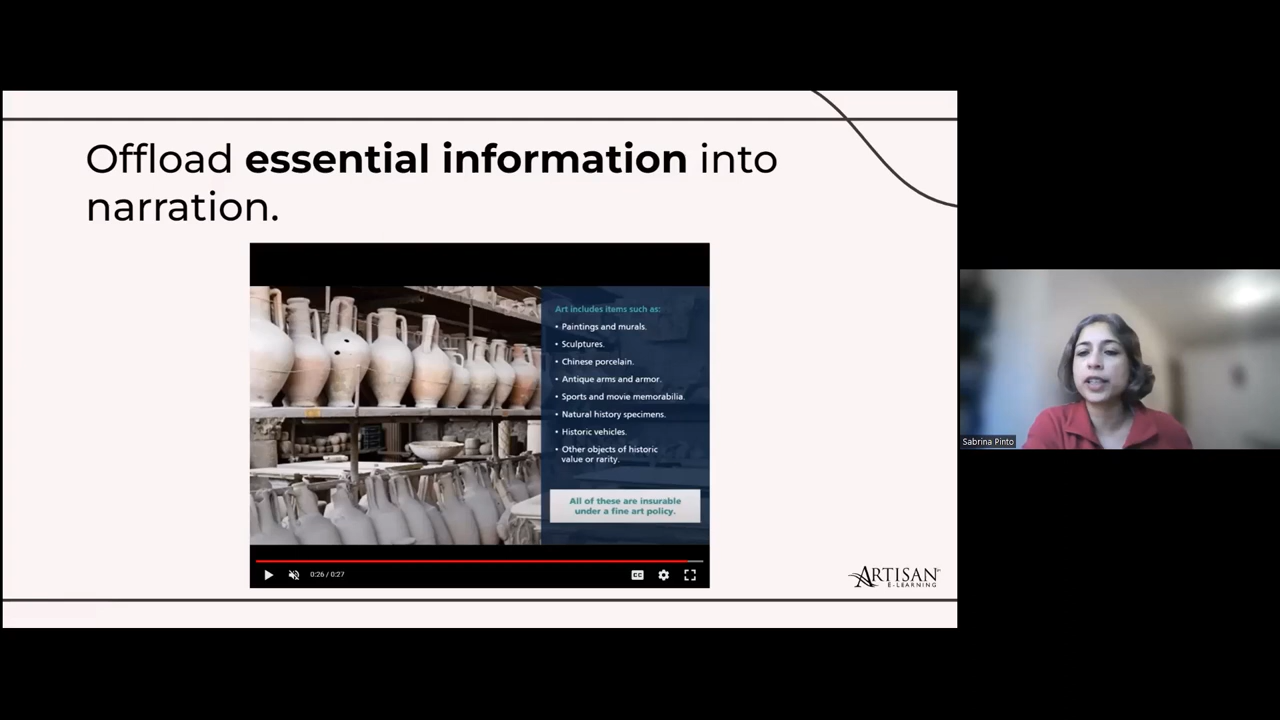 Offload essential information into
narration.
Art includes items such as:
• Paintings and murals.
• Sculptures.
• Chinese porcelain.
• Antique arms and armor.
• Sports and movie memorabilia.
• Natural history specimens.
• Historic vehicles.
• Other objects of historic
value or rarity.
All of these are insurable
under a fine art policy.
0:26 / 0:27
CC
ARTISAN
E-LEARNING
Sabrina Pinto